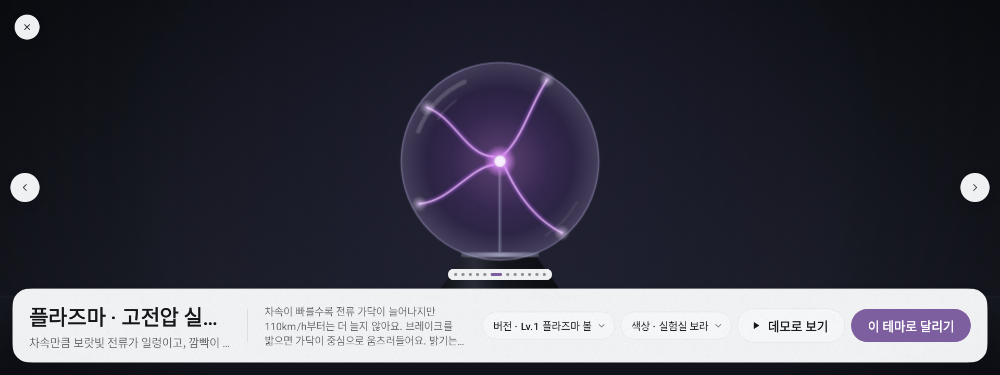 플라즈마 · 고전압 실...
차속만큼 보랏빛 전류가 일렁이고, 깜빡이 ...
차속이 빠를수록 전류 가닥이 늘어나지만
110km/h부터는 더 늘지 않아요. 브레이크를
밟으면 가닥이 중심으로 움츠러들어요. 밝기는...
버전 · Lv.1 플라즈마 볼
색상 · 실험실 보라
데모로 보기
이 테마로 달리기